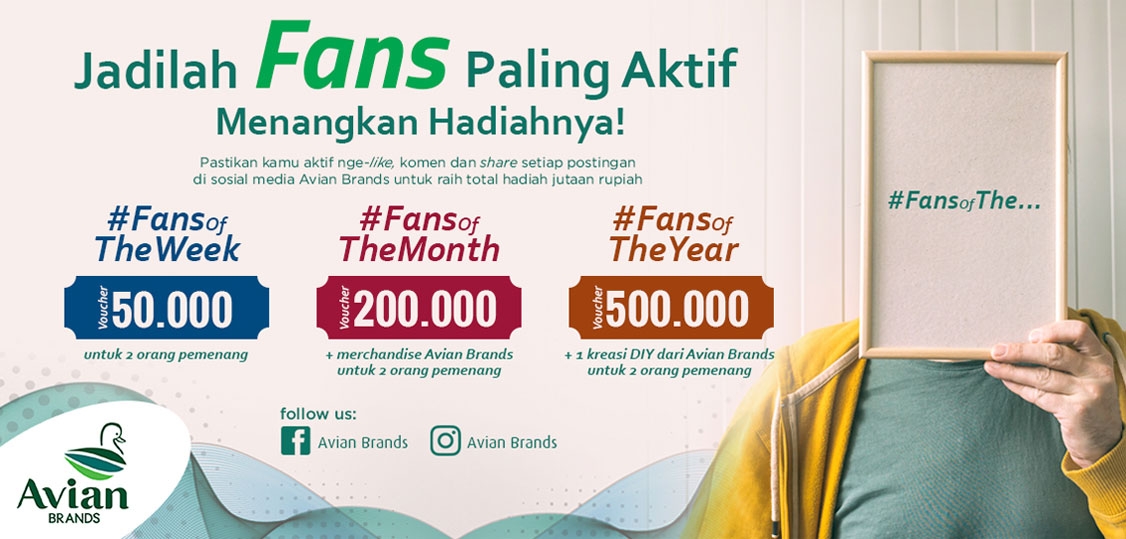 Jadilah Fans Paling Aktif
Menangkan Hadiahnya!
Pastikan kamu aktif nge-like, komen dan share setiap postingan
di sosial media Avian Brands untuk raih total hadiah jutaan rupiah
#FansOf
TheWeek
Voucher 50.000
untuk 2 orang pemenang
#FansOf
TheMonth
Voucher 200.000
+ merchandise Avian Brands
untuk 2 orang pemenang
#FansOf
TheYear
Voucher 500.000
+ 1 kreasi DIY dari Avian Brands
untuk 2 orang pemenang
#FansOfThe...
follow us:
Avian Brands
Avian Brands
Avian
BRANDS